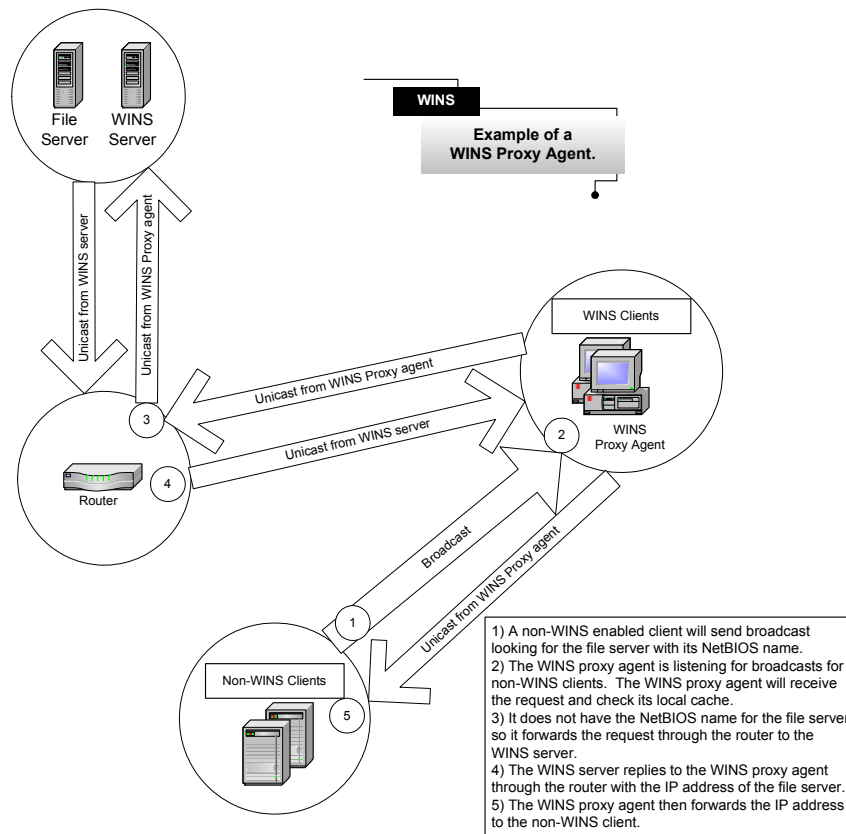 File
Server
WINS
Server
WINS
Example of a
WINS Proxy Agent.
Unicast from WINS server
Unicast from WINS Proxy agent
WINS Clients
WINS
Proxy Agent
Unicast from WINS Proxy agent
Unicast from WINS server
3
2
4
Router
Broadcast
Unicast from WINS Proxy agent
1
Non-WINS Clients
5
1) A non-WINS enabled client will send broadcast
looking for the file server with its NetBIOS name.
2) The WINS proxy agent is listening for broadcasts for
non-WINS clients. The WINS proxy agent will receive
the request and check its local cache.
3) It does not have the NetBIOS name for the file server
so it forwards the request through the router to the
WINS server.
4) The WINS server replies to the WINS proxy agent
through the router with the IP address of the file server.
5) The WINS proxy agent then forwards the IP address
to the non-WINS client.